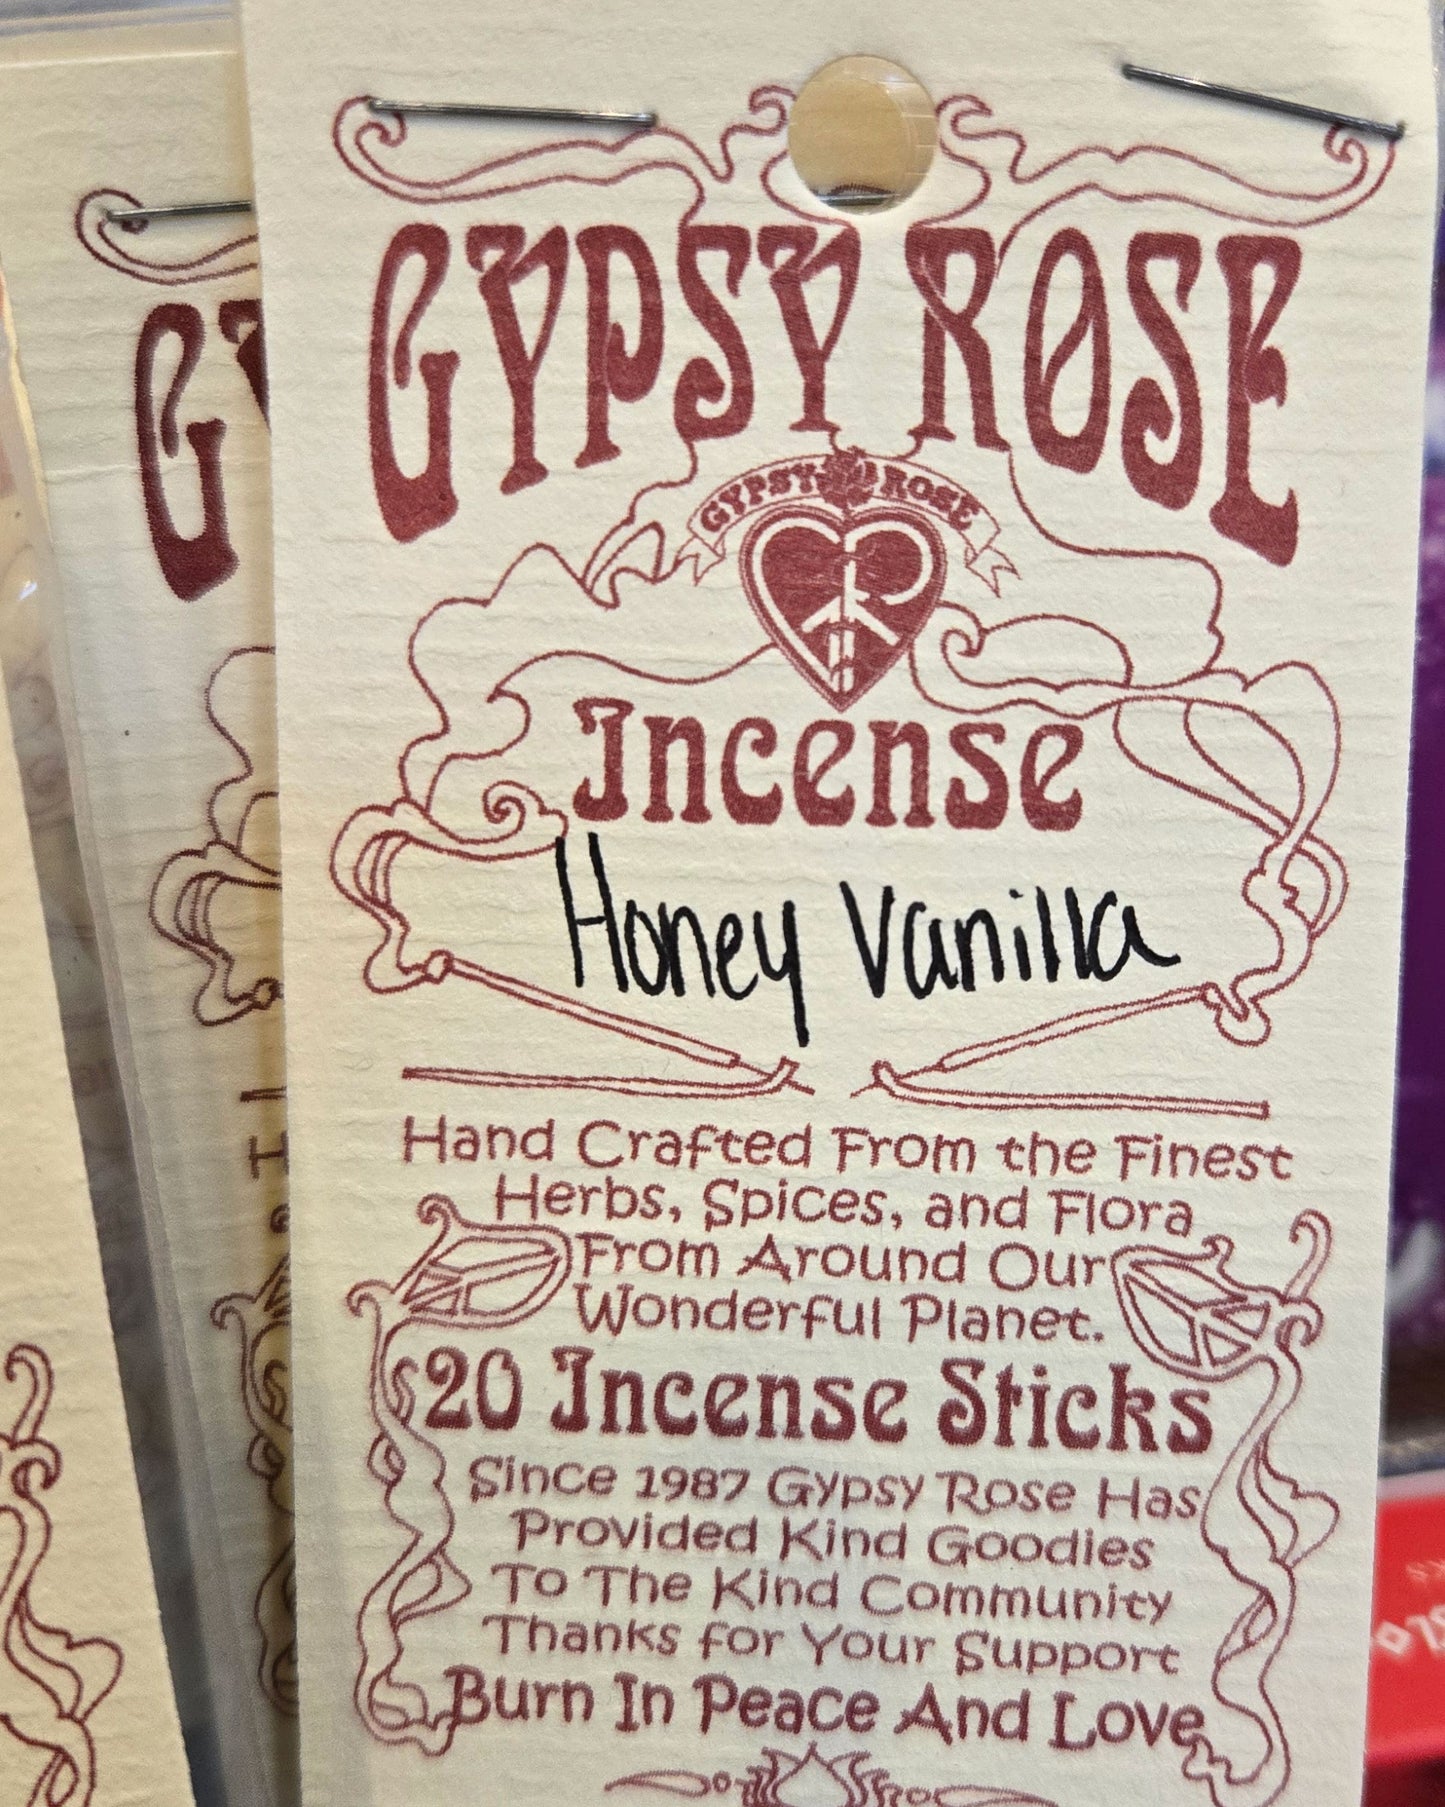 GYPSY ROSE
GYPSY ROSE
Incense
Honey Vanilla
Hand Crafted From the Finest
Herbs, Spices, and Flora
From Around Our
Wonderful Planet.
20 Incense Sticks
Since 1987 Gypsy Rose Has
Provided Kind Goodies
To The Kind Community
Thanks for Your Support
Burn In Peace And Love